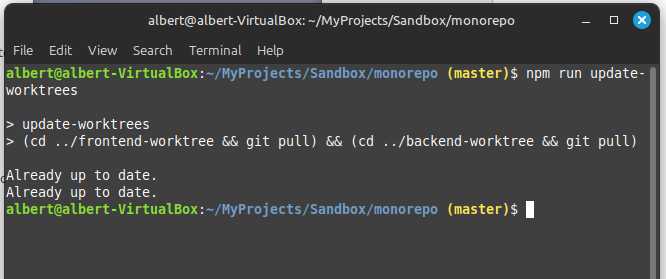 albert@albert-VirtualBox: ~/MyProjects/Sandbox/monorepo
File Edit View Search Terminal Help
albert@albert-VirtualBox:~/MyProjects/Sandbox/monorepo (master)$ npm run update-
worktrees
> update-worktrees
> (cd ../frontend-worktree && git pull) && (cd ../backend-worktree && git pull)
Already up to date.
Already up to date.
albert@albert-VirtualBox:~/MyProjects/Sandbox/monorepo (master)$